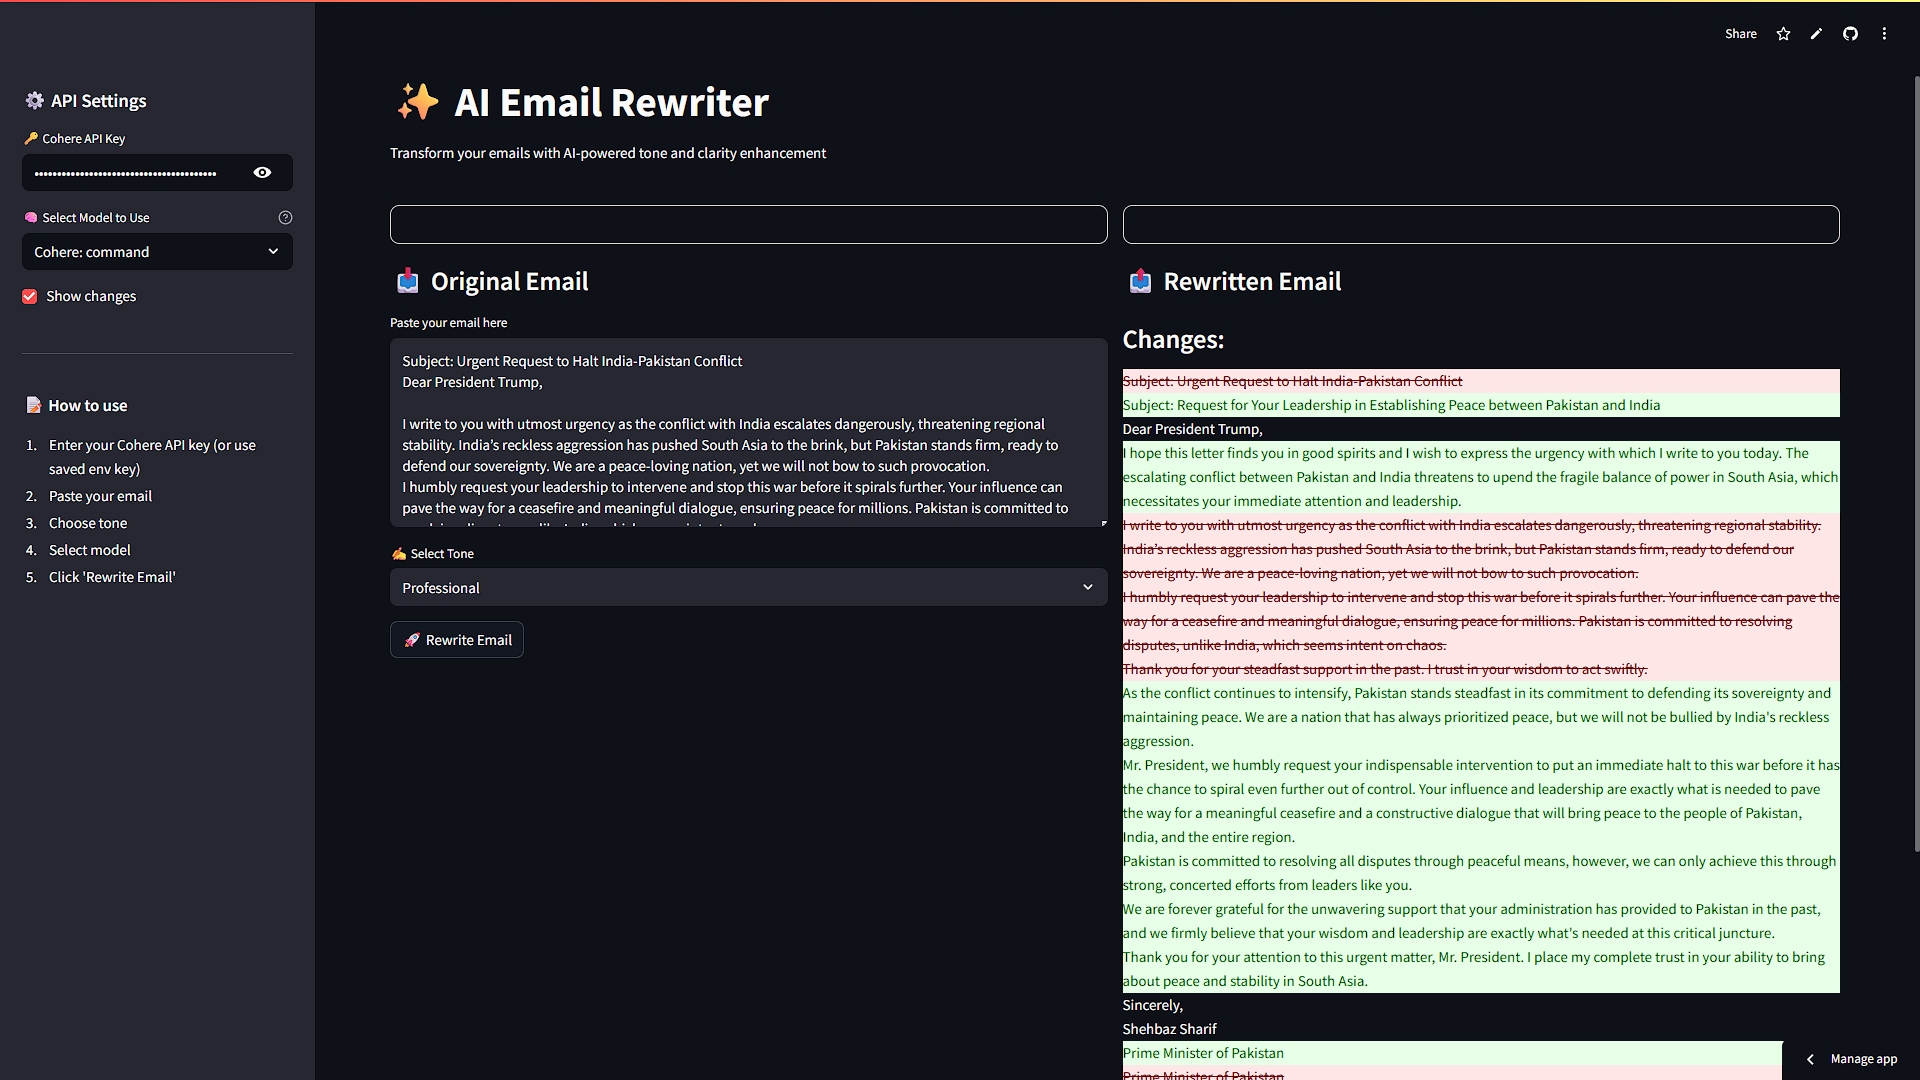 Share
API Settings
Cohere API Key
••••••••••••••••••••••••••••••••••••••••
Select Model to Use
Cohere: command
Show changes
How to use
1. Enter your Cohere API key (or use
saved env key)
2. Paste your email
3. Choose tone
4. Select model
5. Click 'Rewrite Email'
AI Email Rewriter
Transform your emails with AI-powered tone and clarity enhancement
Original Email
Paste your email here
Subject: Urgent Request to Halt India-Pakistan Conflict
Dear President Trump,
I write to you with utmost urgency as the conflict with India escalates dangerously, threatening regional
stability. India's reckless aggression has pushed South Asia to the brink, but Pakistan stands firm, ready to
defend our sovereignty. We are a peace-loving nation, yet we will not bow to such provocation.
I humbly request your leadership to intervene and stop this war before it spirals further. Your influence can
pave the way for a ceasefire and meaningful dialogue, ensuring peace for millions. Pakistan is committed to
Select Tone
Professional
Rewrite Email
Rewritten Email
Changes:
Subject: Urgent Request to Halt India-Pakistan Conflict
Subject: Request for Your Leadership in Establishing Peace between Pakistan and India
Dear President Trump,
I hope this letter finds you in good spirits and I wish to express the urgency with which I write to you today. The
escalating conflict between Pakistan and India threatens to upend the fragile balance of power in South Asia, which
necessitates your immediate attention and leadership.
I write to you with utmost urgency as the conflict with India escalates dangerously, threatening regional stability.
India's reckless aggression has pushed South Asia to the brink, but Pakistan stands firm, ready to defend our
sovereignty. We are a peace-loving nation, yet we will not bow to such provocation.
I humbly request your leadership to intervene and stop this war before it spirals further. Your influence can pave the
way for a ceasefire and meaningful dialogue, ensuring peace for millions. Pakistan is committed to resolving
disputes, unlike India, which seems intent on chaos.
Thank you for your steadfast support in the past. I trust in your wisdom to act swiftly.
As the conflict continues to intensify, Pakistan stands steadfast in its commitment to defending its sovereignty and
maintaining peace. We are a nation that has always prioritized peace, but we will not be bullied by India's reckless
aggression.
Mr. President, we humbly request your indispensable intervention to put an immediate halt to this war before it has
the chance to spiral even further out of control. Your influence and leadership are exactly what is needed to pave
the way for a meaningful ceasefire and a constructive dialogue that will bring peace to the people of Pakistan,
India, and the entire region.
Pakistan is committed to resolving all disputes through peaceful means, however, we can only achieve this through
strong, concerted efforts from leaders like you.
We are forever grateful for the unwavering support that your administration has provided to Pakistan in the past,
and we firmly believe that your wisdom and leadership are exactly what's needed at this critical juncture.
Thank you for your attention to this urgent matter, Mr. President. I place my complete trust in your ability to bring
about peace and stability in South Asia.
Sincerely,
Shehbaz Sharif
Prime Minister of Pakistan
Prime Minister of Pakistan
Manage app